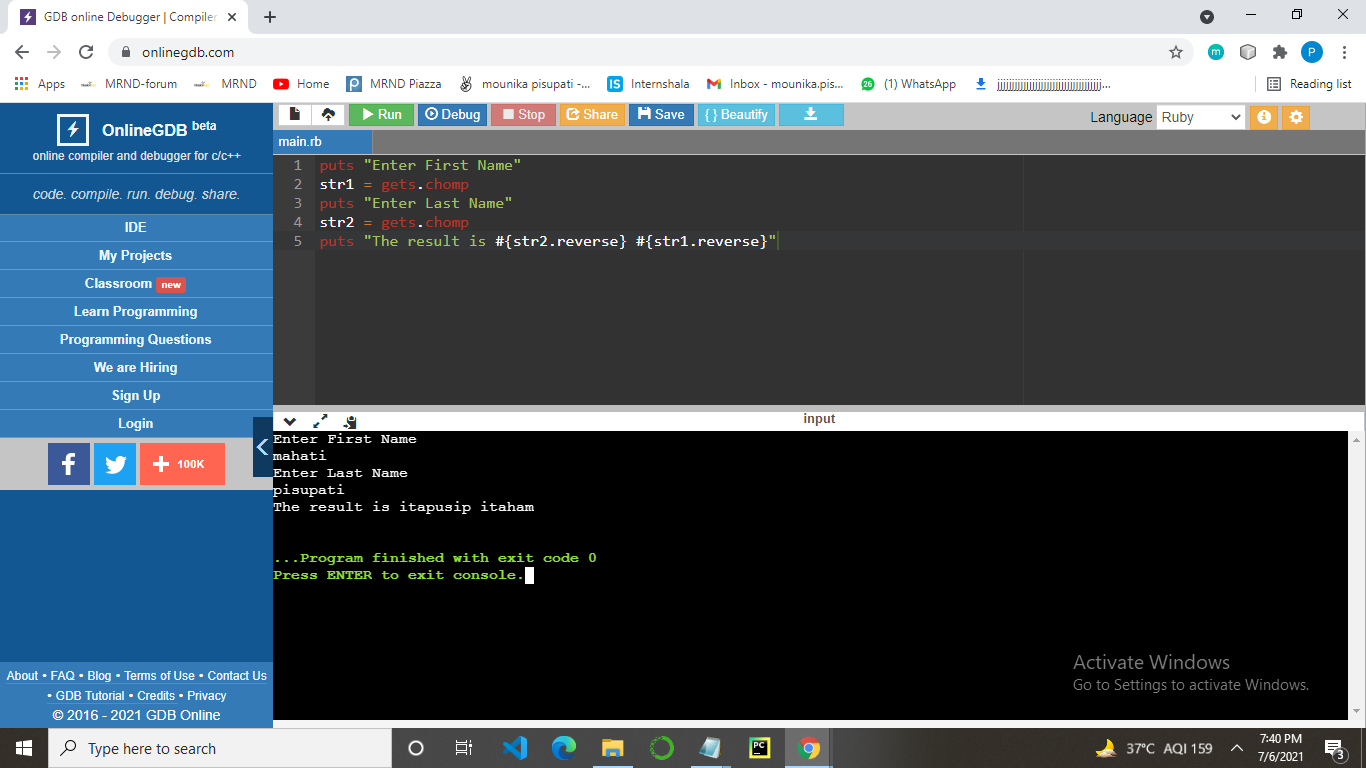 GDB online Debugger | Compiler
onlinegdb.com
P
Apps MRND-forum MRND Home MRND Piazza mounika pisupati -... Internshala Inbox - mounika.pis... (1) WhatsApp Reading list
OnlineGDB beta
online compiler and debugger for c/c++
code. compile. run. debug. share.
IDE
My Projects
Classroom new
Learn Programming
Programming Questions
We are Hiring
Sign Up
Login
100K
About • FAQ • Blog • Terms of Use • Contact Us
• GDB Tutorial • Credits • Privacy
© 2016 - 2021 GDB Online
Run Debug Stop Share Save { } Beautify Language Ruby
main.rb
1 puts "Enter First Name"
2 str1 = gets.chomp
3 puts "Enter Last Name"
4 str2 = gets.chomp
5 puts "The result is #{str2.reverse} #{str1.reverse}"
input
Enter First Name
mahati
Enter Last Name
pisupati
The result is itapusip itaham
...Program finished with exit code 0
Press ENTER to exit console.
Activate Windows
Go to Settings to activate Windows.
Type here to search
PC
37°C AQI 159
7:40 PM
7/6/2021
3